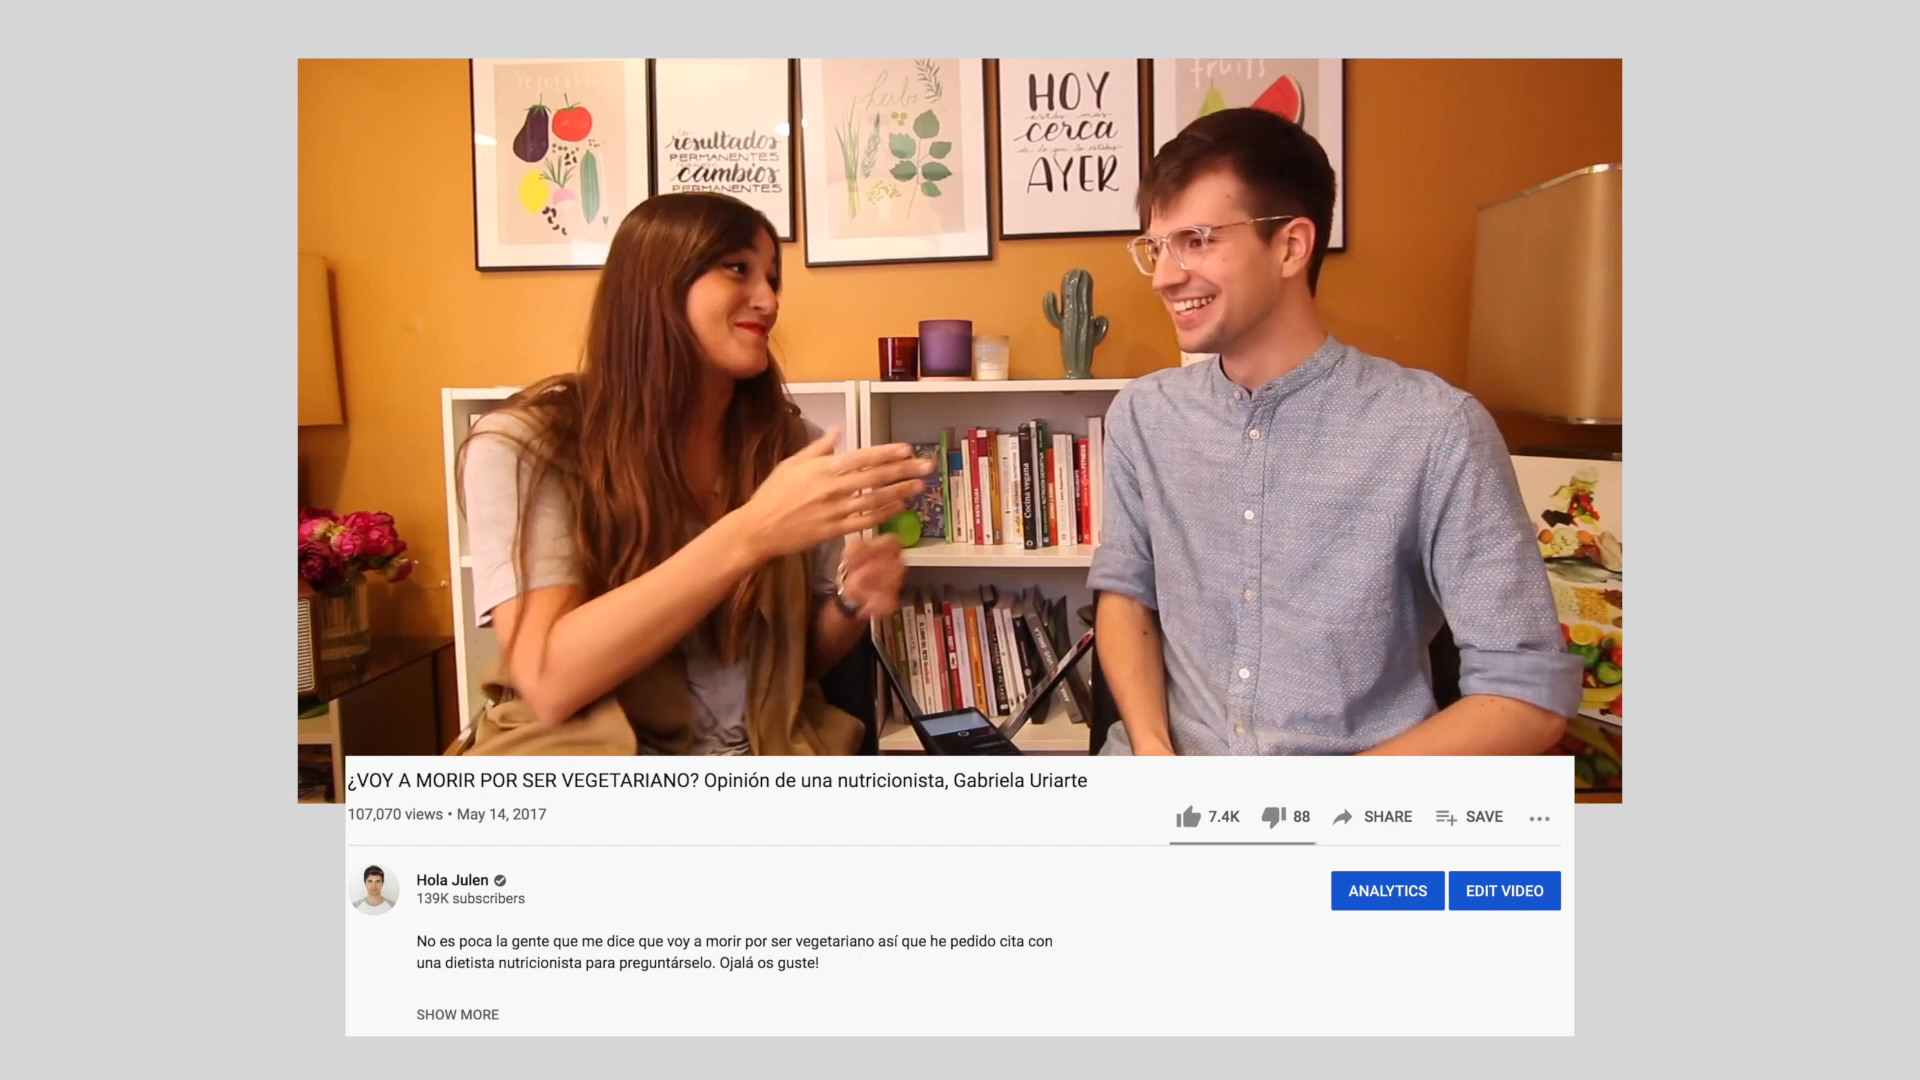 vegetables
resultados
PERMANENTES
cambios
PERMANENTES
herbs
HOY
estás más
cerca
AYER
fruits
Cocina vegana
¿VOY A MORIR POR SER VEGETARIANO? Opinión de una nutricionista, Gabriela Uriarte
107,070 views • May 14, 2017
7.4K
88
SHARE
SAVE
Hola Julen
139K subscribers
ANALYTICS
EDIT VIDEO
No es poca la gente que me dice que voy a morir por ser vegetariano así que he pedido cita con
una dietista nutricionista para preguntárselo. Ojalá os guste!
SHOW MORE